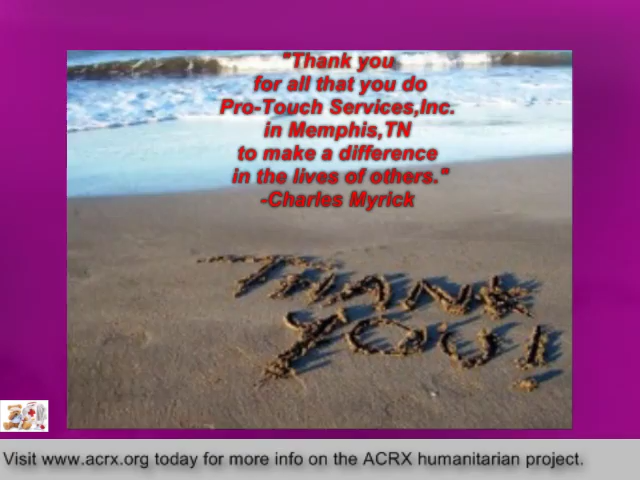 "Thank you
for all that you do
Pro-Touch Services,Inc.
in Memphis,TN
to make a difference
in the lives of others."
-Charles Myrick
THANK
YOU!
Visit www.acrx.org today for more info on the ACRX humanitarian project.